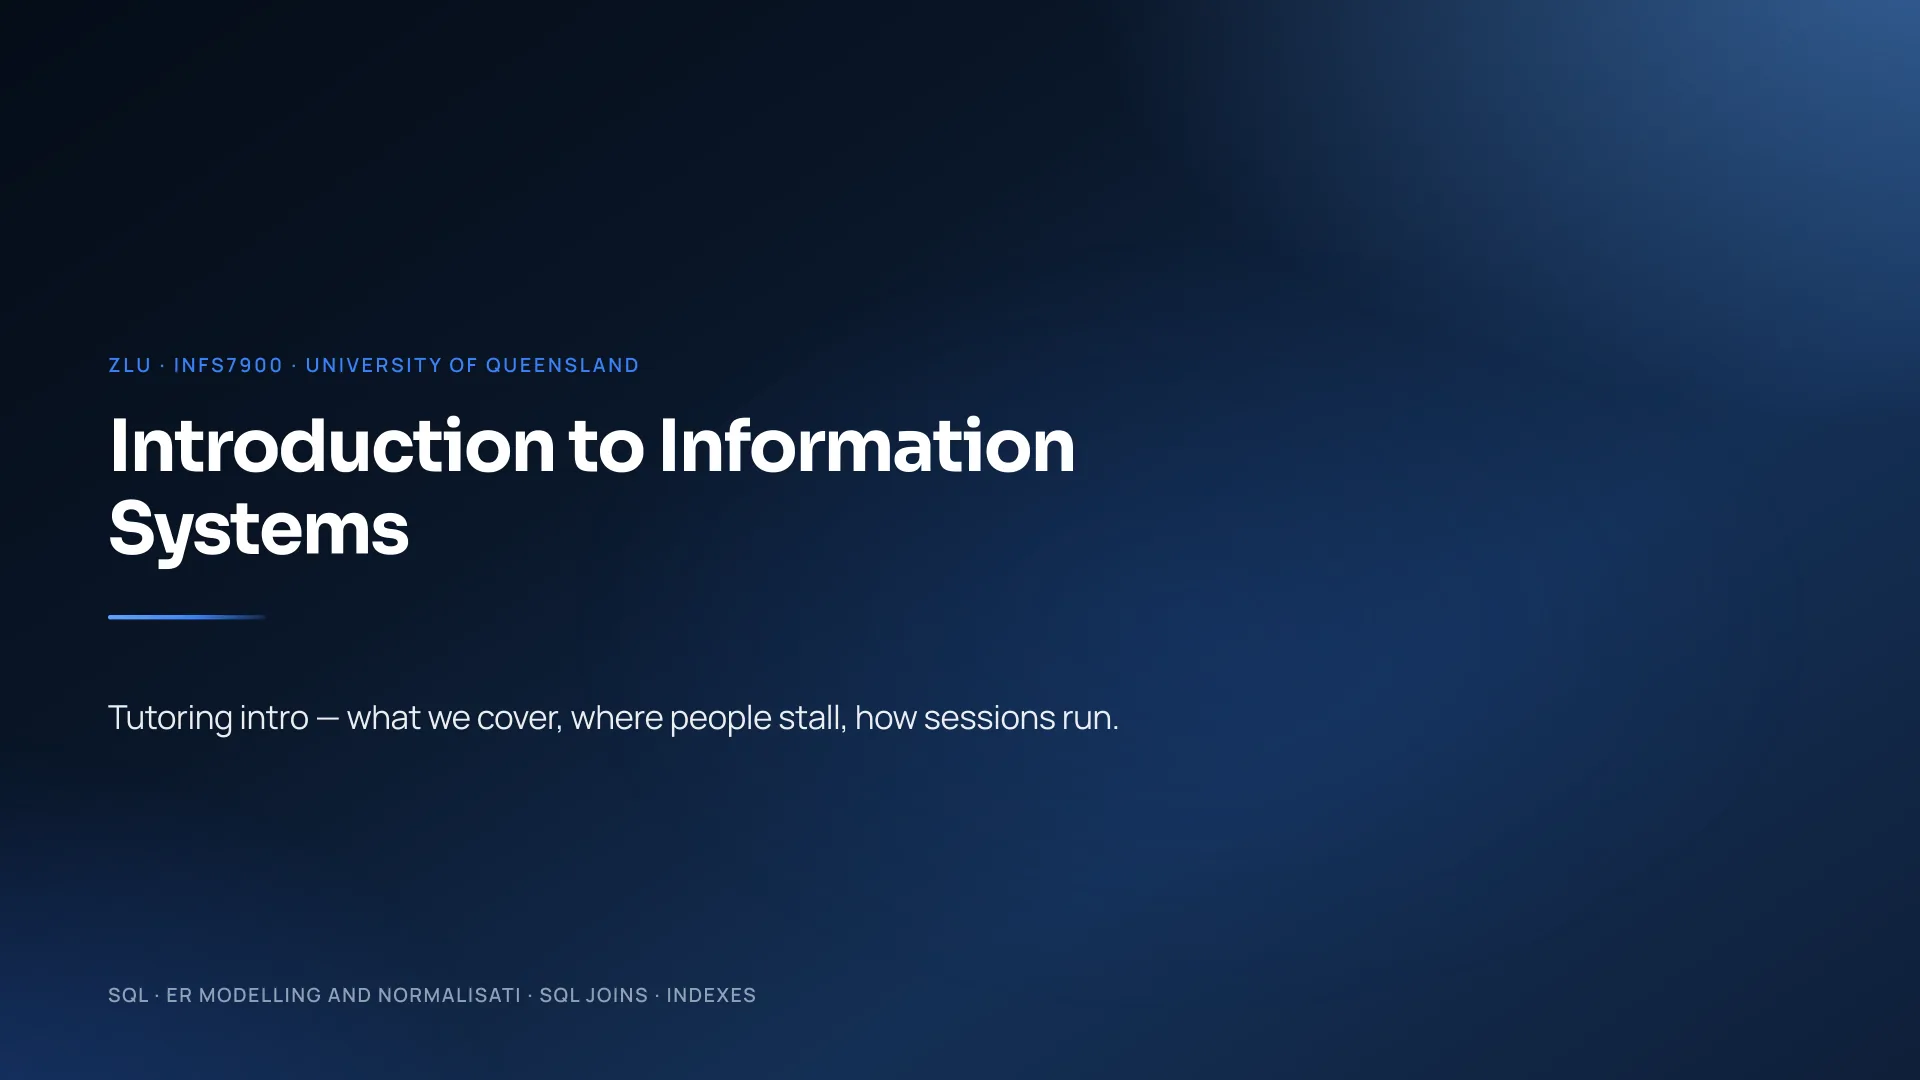 ZLU · INFS7900 · UNIVERSITY OF QUEENSLAND
Introduction to Information
Systems
Tutoring intro — what we cover, where people stall, how sessions run.
SQL · ER MODELLING AND NORMALISATI · SQL JOINS · INDEXES